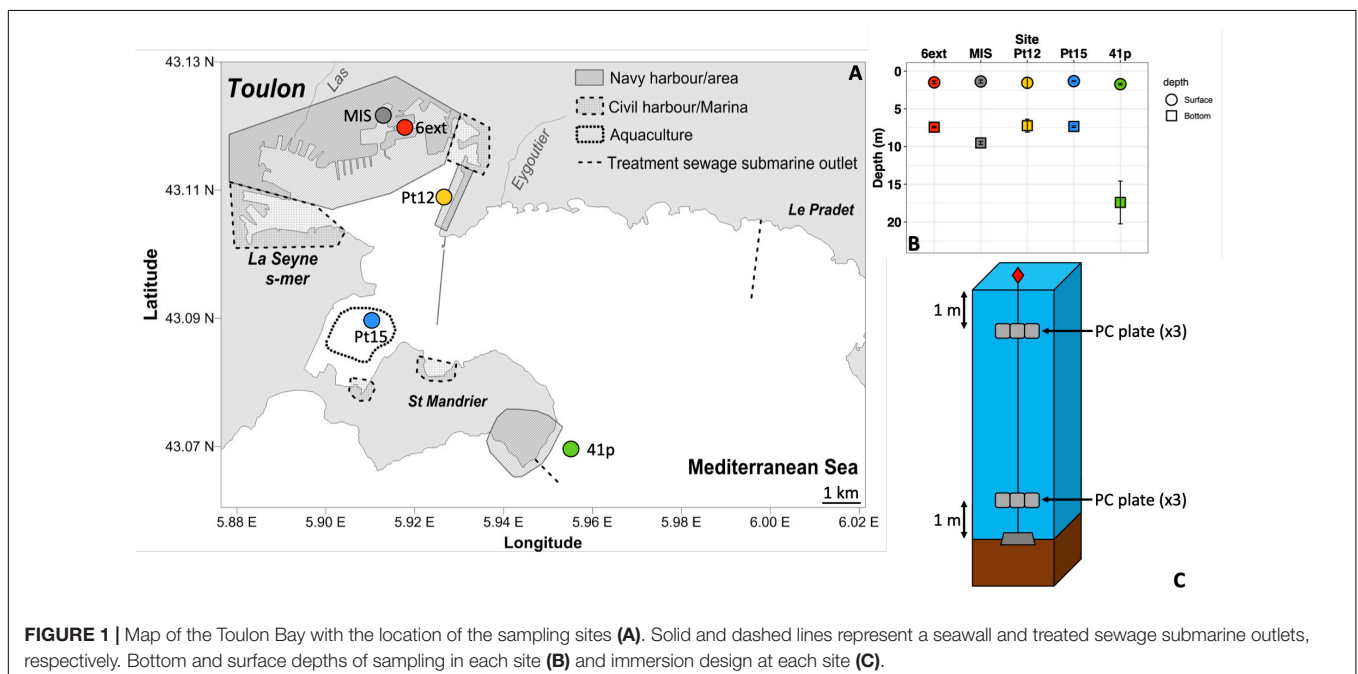 43.13 N
43.11 N
43.09 N
43.07 N
Latitude
5.88 E 5.90 E 5.92 E 5.94 E 5.96 E 5.98 E 6.00 E 6.02 E
Longitude
A
Toulon
Las
MIS
6ext
Navy harbour/area
Civil harbour/Marina
Aquaculture
Treatment sewage submarine outlet
Eygoutier
Pt12
Le Pradet
La Seyne
s-mer
Pt15
St Mandrier
41p
Mediterranean Sea
1 km
Site
6ext MIS Pt12 Pt15 41p
0
5
10
15
20
Depth (m)
B
depth
Surface
Bottom
1 m
PC plate (x3)
PC plate (x3)
1 m
C
FIGURE 1 | Map of the Toulon Bay with the location of the sampling sites (A). Solid and dashed lines represent a seawall and treated sewage submarine outlets,
respectively. Bottom and surface depths of sampling in each site (B) and immersion design at each site (C).